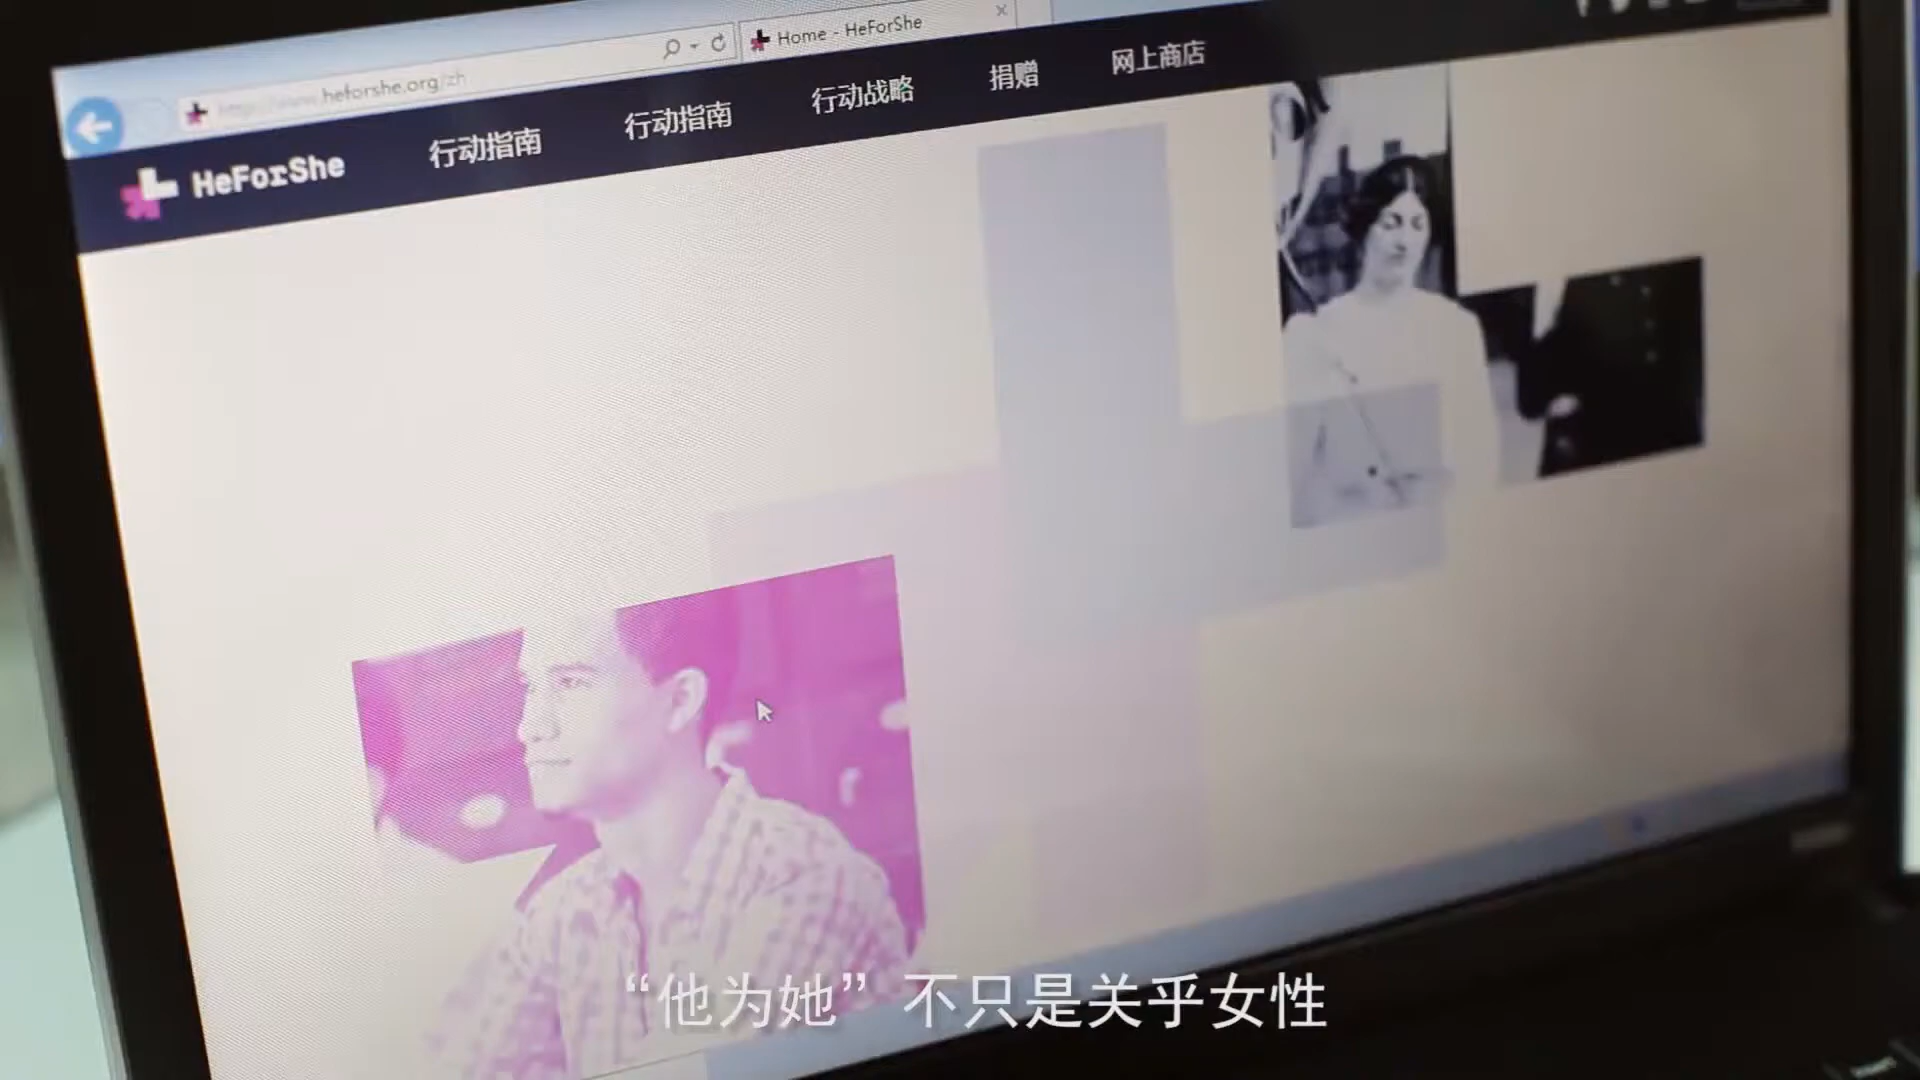 heforshe.org/zh
Home - HeForShe
HeForShe
行动指南
行动指南
行动战略
捐赠
网上商店
“他为她”不只是关乎女性